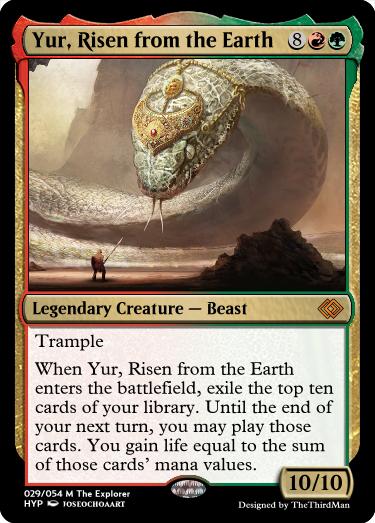 Yur, Risen from the Earth 8
Legendary Creature — Beast
Trample
When Yur, Risen from the Earth
enters the battlefield, exile the top ten
cards of your library. Until the end of
your next turn, you may play those
cards. You gain life equal to the sum
of those cards' mana values.
10/10
029/054 M The Explorer
HYP JOSEOCHOAART
Designed by TheThirdMan